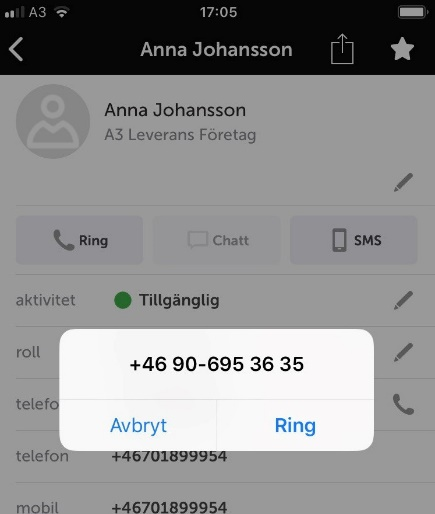 A3 17:05
Anna Johansson
Anna Johansson
A3 Leverans Företag
Ring Chatt SMS
aktivitet Tillgänglig
roll
+46 90-695 36 35
telefo
Avbryt Ring
telefon +46701899954
mobil +46701899954